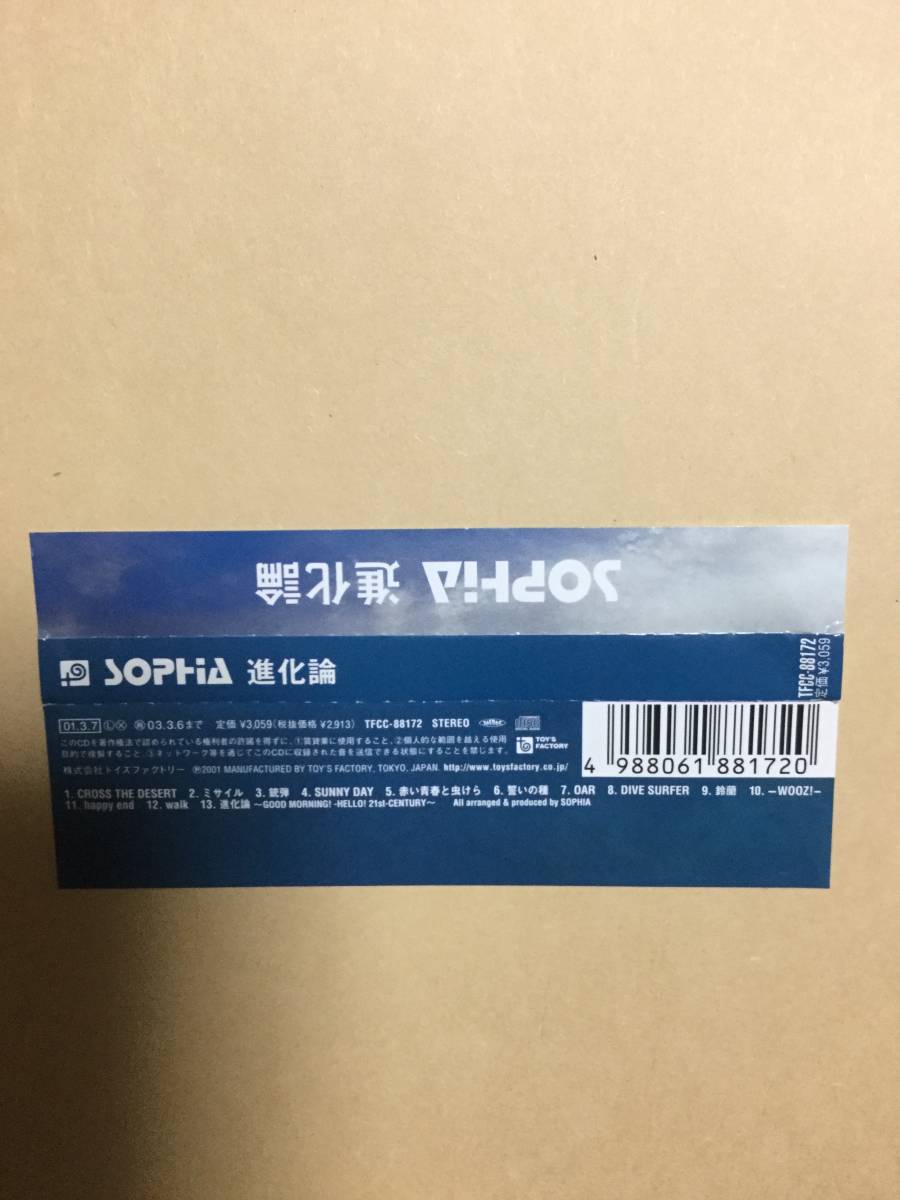 SOPHiA 進化論
SOPHiA 進化論
TFCC-88172
定価¥3,059
01.3.7 Ⓛ Ⓧ 再03.3.6まで 定価 ¥3,059(税抜価格 ¥2,913) TFCC-88172 STEREO
このCDを著作権法で認められている権利者の許諾を得ずに、①賃貸業に使用すること、②個人的な範囲を越える使用
目的で複製すること、③ネットワーク等を通じてこのCDに収録された音を送信できる状態にすることを禁じます。
TOY'S
FACTORY
株式会社トイズファクトリー ℗2001 MANUFACTURED BY TOY'S FACTORY, TOKYO, JAPAN. http://www.toysfactory.co.jp/
4 988061 881720
1. CROSS THE DESERT 2. ミサイル 3. 銃弾 4. SUNNY DAY 5. 赤い青春と虫けら 6. 誓いの種 7. OAR 8. DIVE SURFER 9. 鈴蘭 10. –WOOZ!–
11. happy end 12. walk 13. 進化論 〜GOOD MORNING! -HELLO! 21st-CENTURY〜 All arranged & produced by SOPHIA